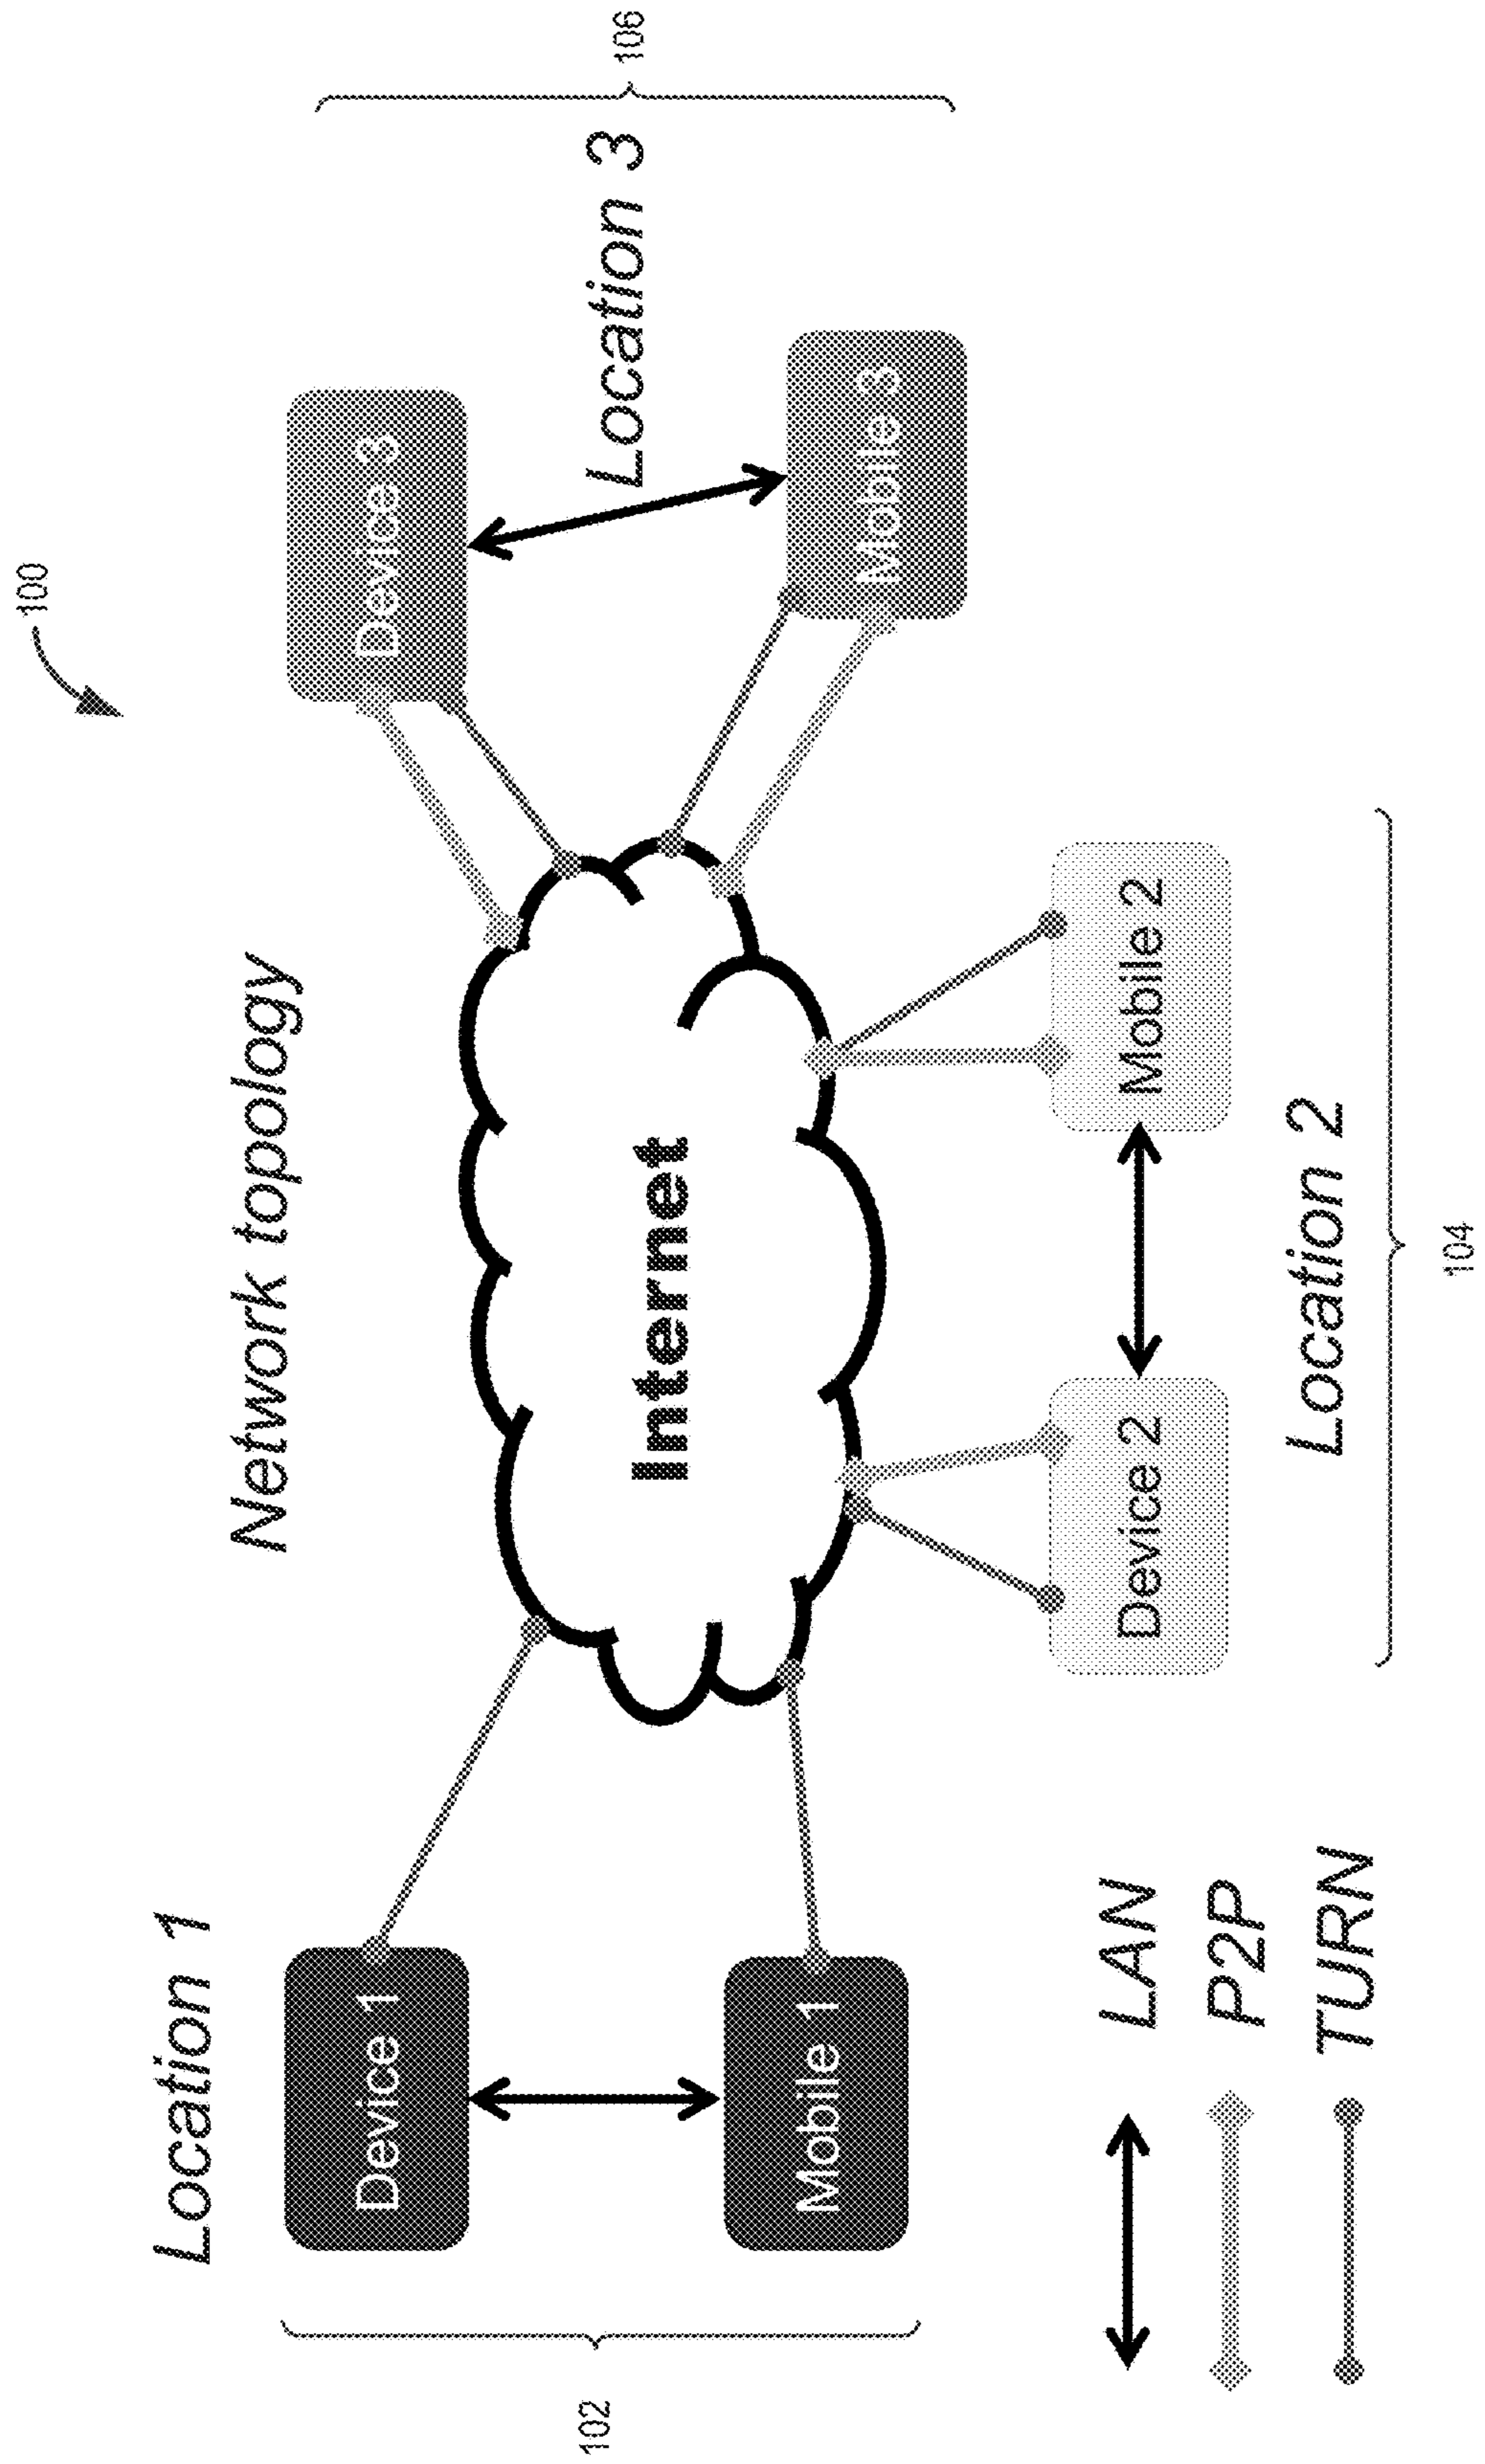 100
Network topology
Location 1
Device 1
Mobile 1
102
Internet
Device 3
Mobile 3
Location 3
106
Device 2
Mobile 2
Location 2
104
LAN
P2P
TURN